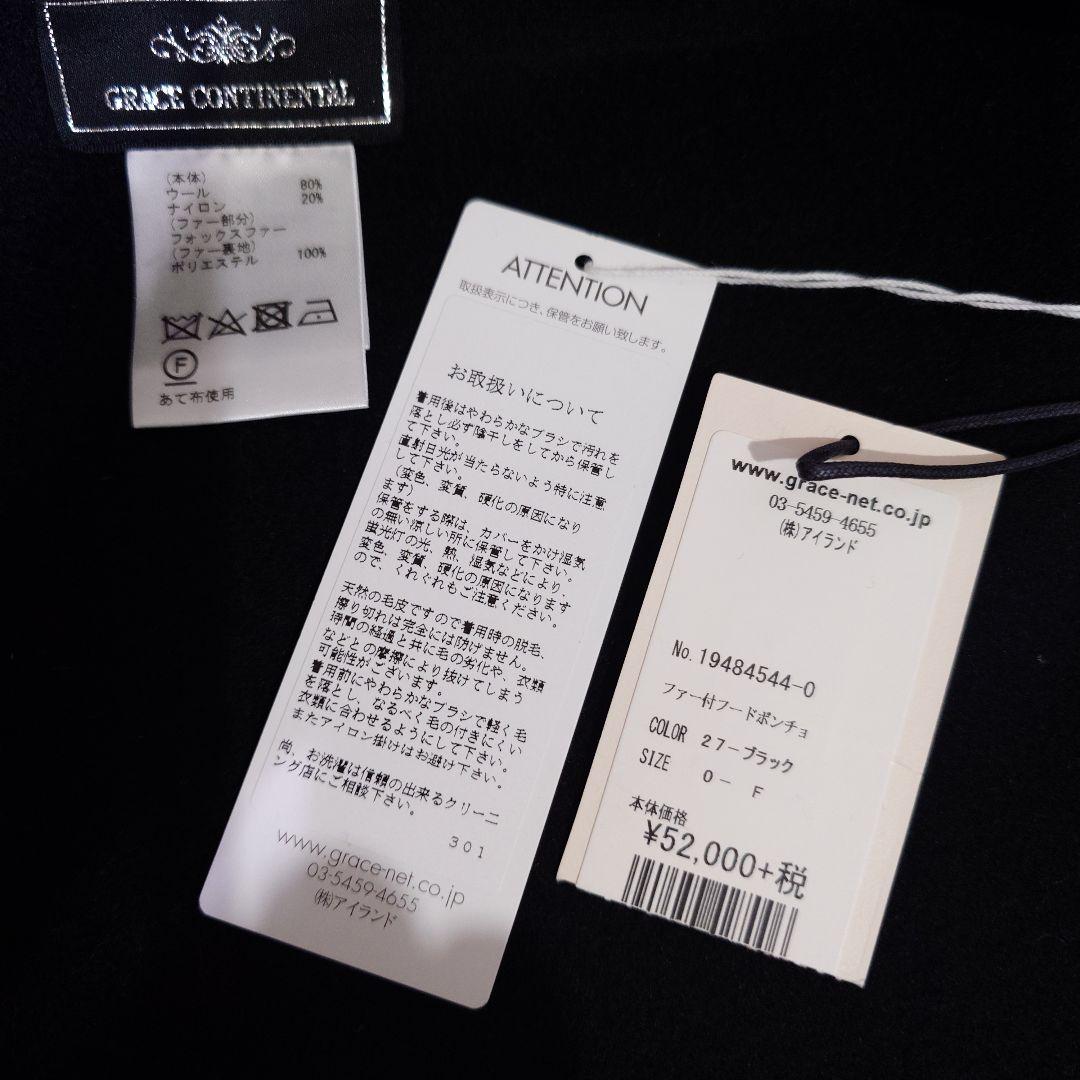 GRACE CONTINENTAL
(本体)
ウール 80%
ナイロン 20%
(ファー部分)
フォックスファー
(ファー裏地)
ポリエステル 100%
F
あて布使用
ATTENTION
取扱表示につき、保管をお願い致します。
お取扱いについて
着用後はやわらかなブラシで汚れを
落とし必ず陰干しをしてから保管し
て下さい。
直射日光が当たらないよう特に注意
して下さい。
(変色、変質、硬化の原因になり
ます)
保管をする際は、カバーをかけ湿気
の無い涼しい所に保管して下さい。
蛍光灯の光、熱、湿気などにより、
変色、変質、硬化の原因になります
ので、くれぐれもご注意ください。
天然の毛皮ですので着用時の脱毛、
擦り切れは完全には防げません。
時間の経過と共に毛の劣化や、衣類
などとの摩擦により抜けてしまう
可能性がございます。
着用前にやわらかなブラシで軽く毛
を落とし、なるべく毛の付きにくい
衣類に合わせるようにして下さい。
またアイロン掛けはお避け下さい。
尚、お洗濯は信頼の出来るクリーニ
ング店にご相談下さい。
301
www.grace-net.co.jp
03-5459-4655
(株)アイランド
www.grace-net.co.jp
03-5459-4655
(株)アイランド
No. 19484544-0
ファー付フードポンチョ
COLOR 27-ブラック
SIZE 0- F
本体価格
¥52,000+税